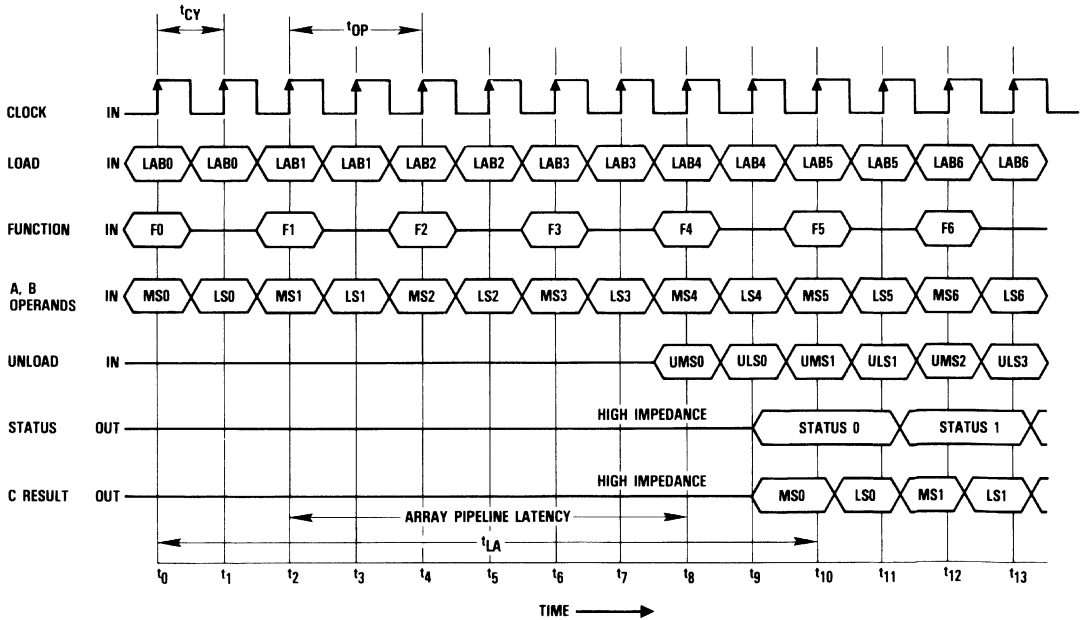 tCY
tOP
CLOCK IN
LOAD IN LAB0 LAB0 LAB1 LAB1 LAB2 LAB2 LAB3 LAB3 LAB4 LAB4 LAB5 LAB5 LAB6 LAB6
FUNCTION IN F0 F1 F2 F3 F4 F5 F6
A, B
OPERANDS IN MS0 LS0 MS1 LS1 MS2 LS2 MS3 LS3 MS4 LS4 MS5 LS5 MS6 LS6
UNLOAD IN UMS0 ULS0 UMS1 ULS1 UMS2 ULS3
STATUS OUT HIGH IMPEDANCE STATUS 0 STATUS 1
C RESULT OUT HIGH IMPEDANCE MS0 LS0 MS1 LS1
ARRAY PIPELINE LATENCY
tLA
t0 t1 t2 t3 t4 t5 t6 t7 t8 t9 t10 t11 t12 t13
TIME